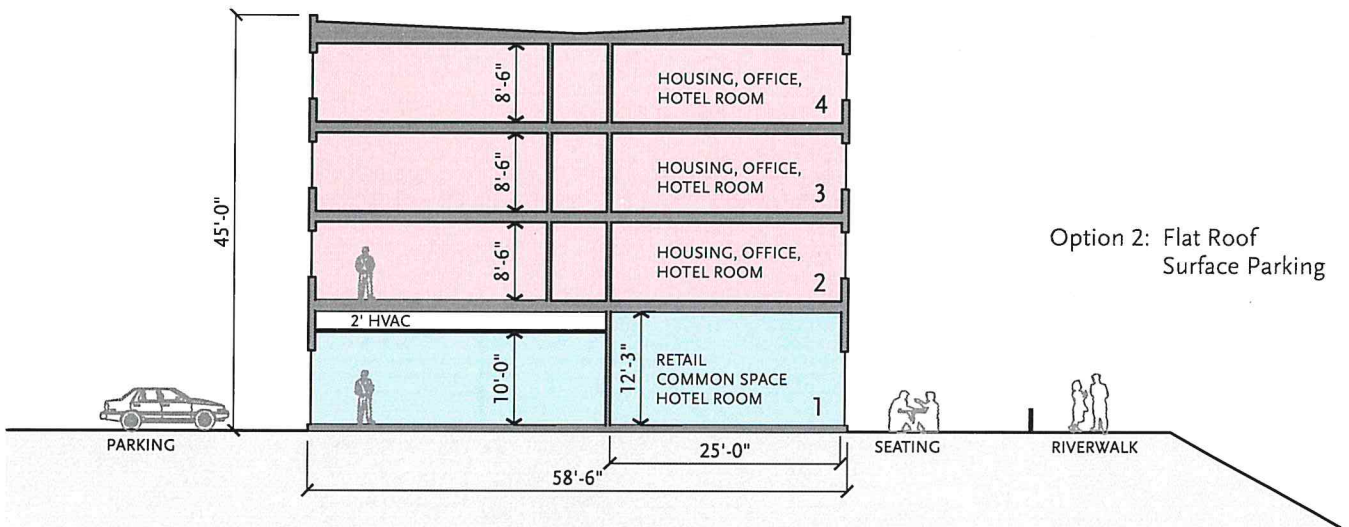 45'-0"
8'-6"
HOUSING, OFFICE,
HOTEL ROOM
4
8'-6"
HOUSING, OFFICE,
HOTEL ROOM
3
8'-6"
HOUSING, OFFICE,
HOTEL ROOM
2
Option 2: Flat Roof
Surface Parking
2' HVAC
10'-0"
12'-3"
RETAIL
COMMON SPACE
HOTEL ROOM
1
PARKING
SEATING
RIVERWALK
25'-0"
58'-6"